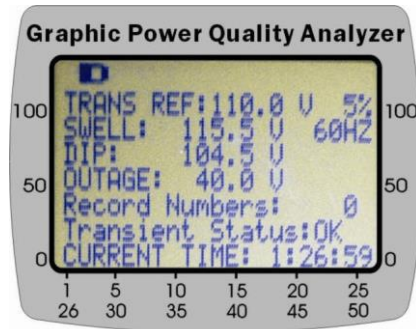 Graphic Power Quality Analyzer
TRANS REF:110.0 V 5%
SWELL: 115.5 V 60HZ
DIP: 104.5 V
OUTAGE: 40.0 V
Record Numbers: 0
Transient Status:OK
CURRENT TIME: 1:26:59
100 100
50 50
0 0
1 5 10 15 20 25
26 30 35 40 45 50